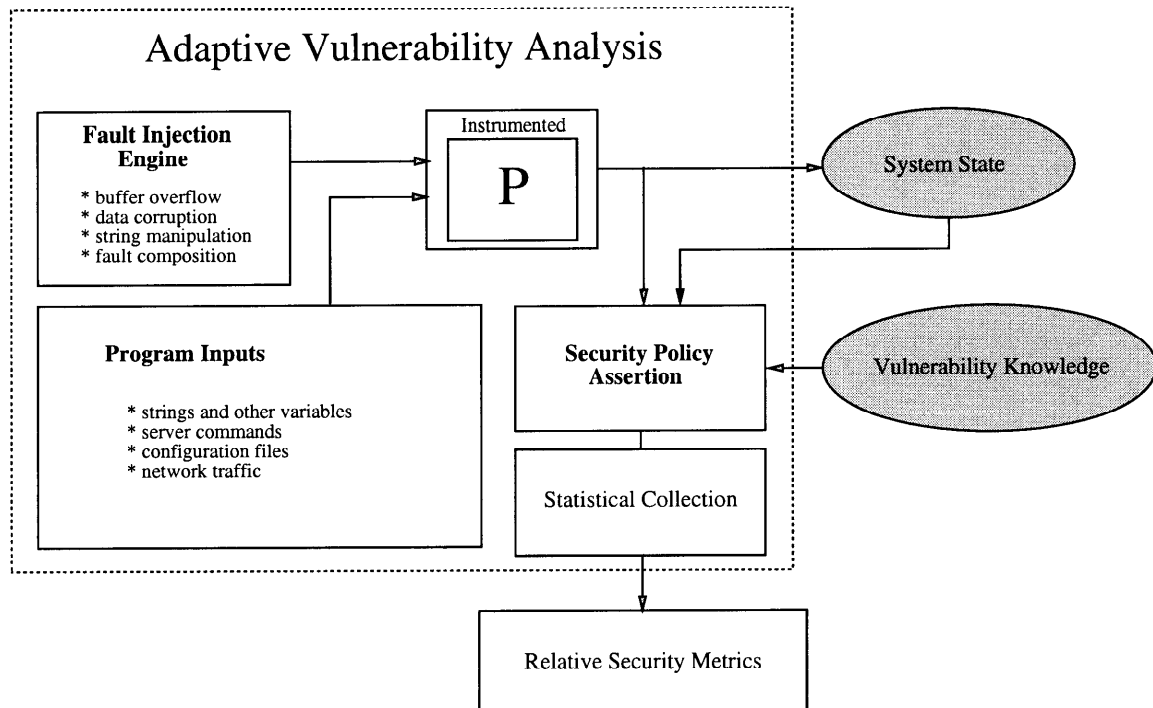 Adaptive Vulnerability Analysis
Fault Injection
Engine
* buffer overflow
* data corruption
* string manipulation
* fault composition
Instrumented
P
System State
Program Inputs
* strings and other variables
* server commands
* configuration files
* network traffic
Security Policy
Assertion
Vulnerability Knowledge
Statistical Collection
Relative Security Metrics